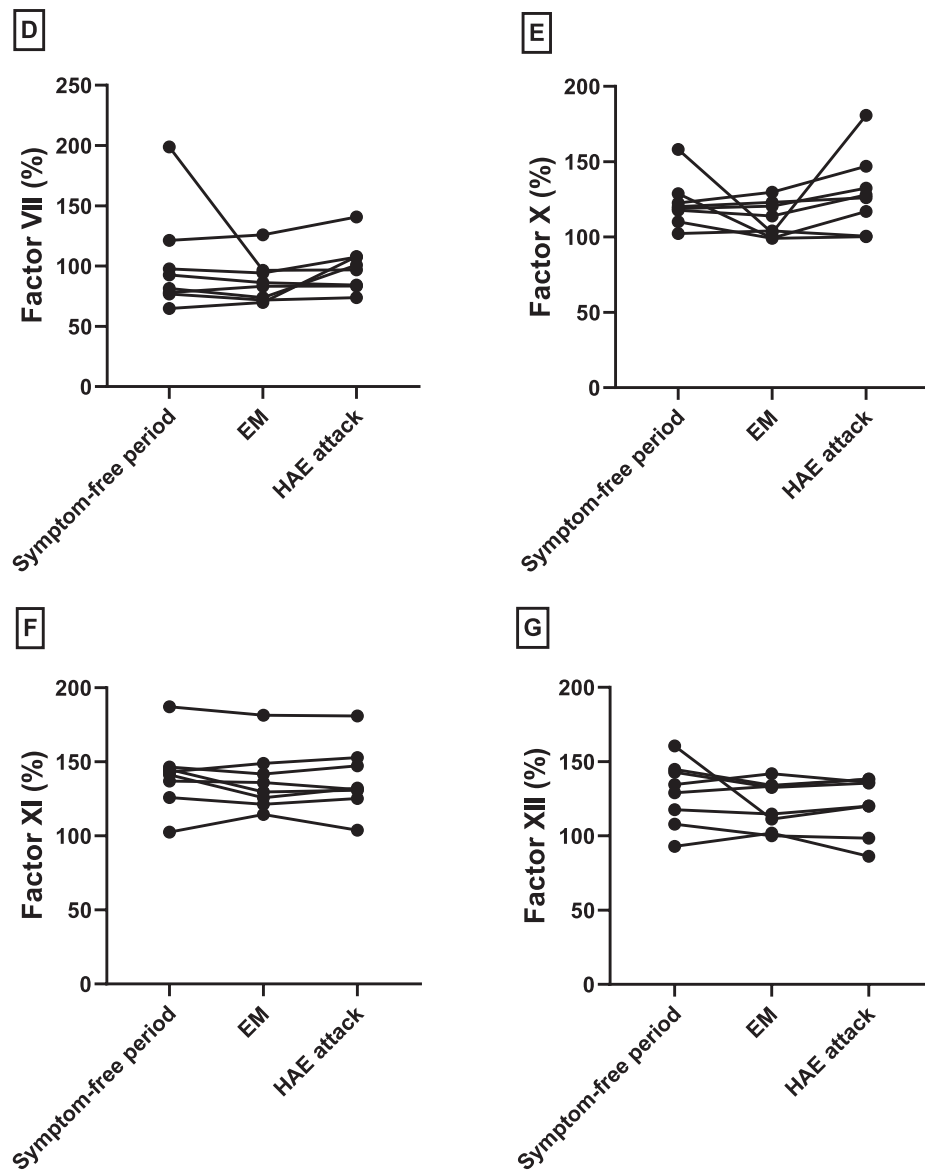 D
Factor VII (%)
250
200
150
100
50
0
Symptom-free period
EM
HAE attack
E
Factor X (%)
200
150
100
50
0
Symptom-free period
EM
HAE attack
F
Factor XI (%)
200
150
100
50
0
Symptom-free period
EM
HAE attack
G
Factor XII (%)
200
150
100
50
0
Symptom-free period
EM
HAE attack